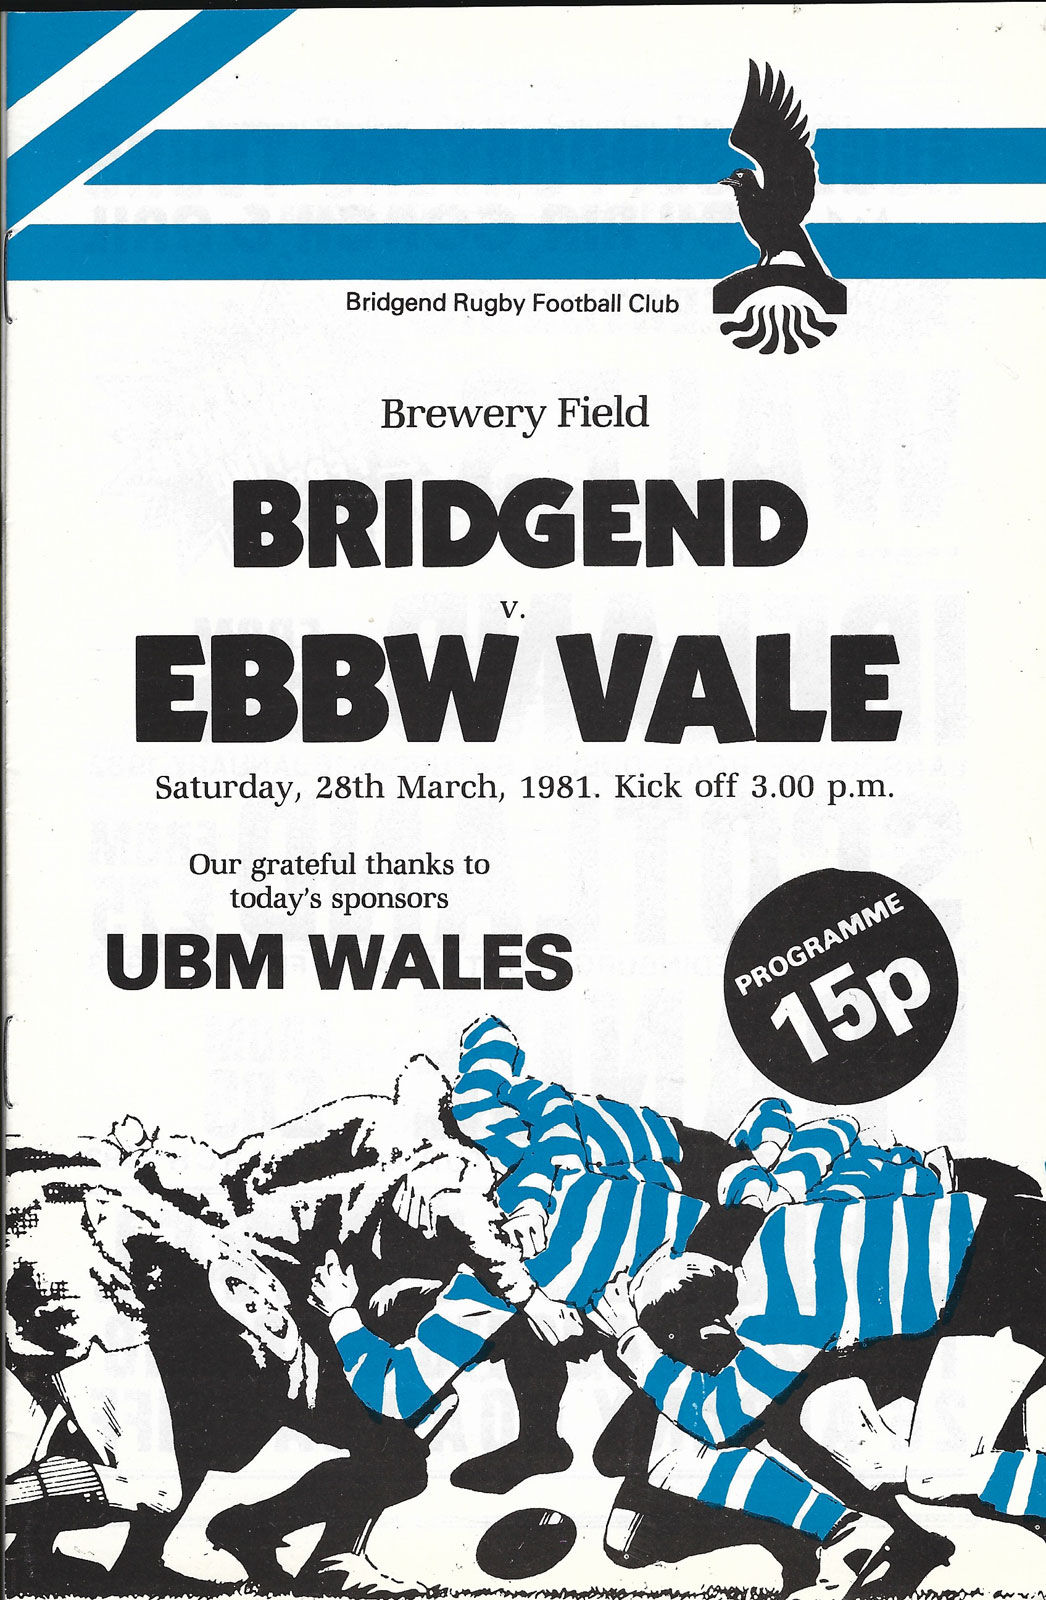 Bridgend Rugby Football Club
Brewery Field
BRIDGEND
v.
EBBW VALE
Saturday, 28th March, 1981. Kick off 3.00 p.m.
Our grateful thanks to
today's sponsors
UBM WALES
PROGRAMME
15p